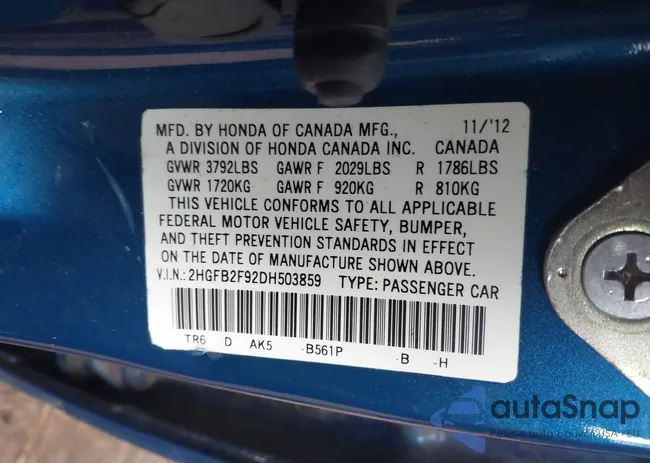 MFD. BY HONDA OF CANADA MFG., 11/'12
A DIVISION OF HONDA CANADA INC. CANADA
GVWR 3792LBS GAWR F 2029LBS R 1786LBS
GVWR 1720KG GAWR F 920KG R 810KG
THIS VEHICLE CONFORMS TO ALL APPLICABLE
FEDERAL MOTOR VEHICLE SAFETY, BUMPER,
AND THEFT PREVENTION STANDARDS IN EFFECT
ON THE DATE OF MANUFACTURE SHOWN ABOVE.
V.I.N.: 2HGFB2F92DH503859 TYPE: PASSENGER CAR
TR6 D AK5 -B561P -B -H
autoSnap